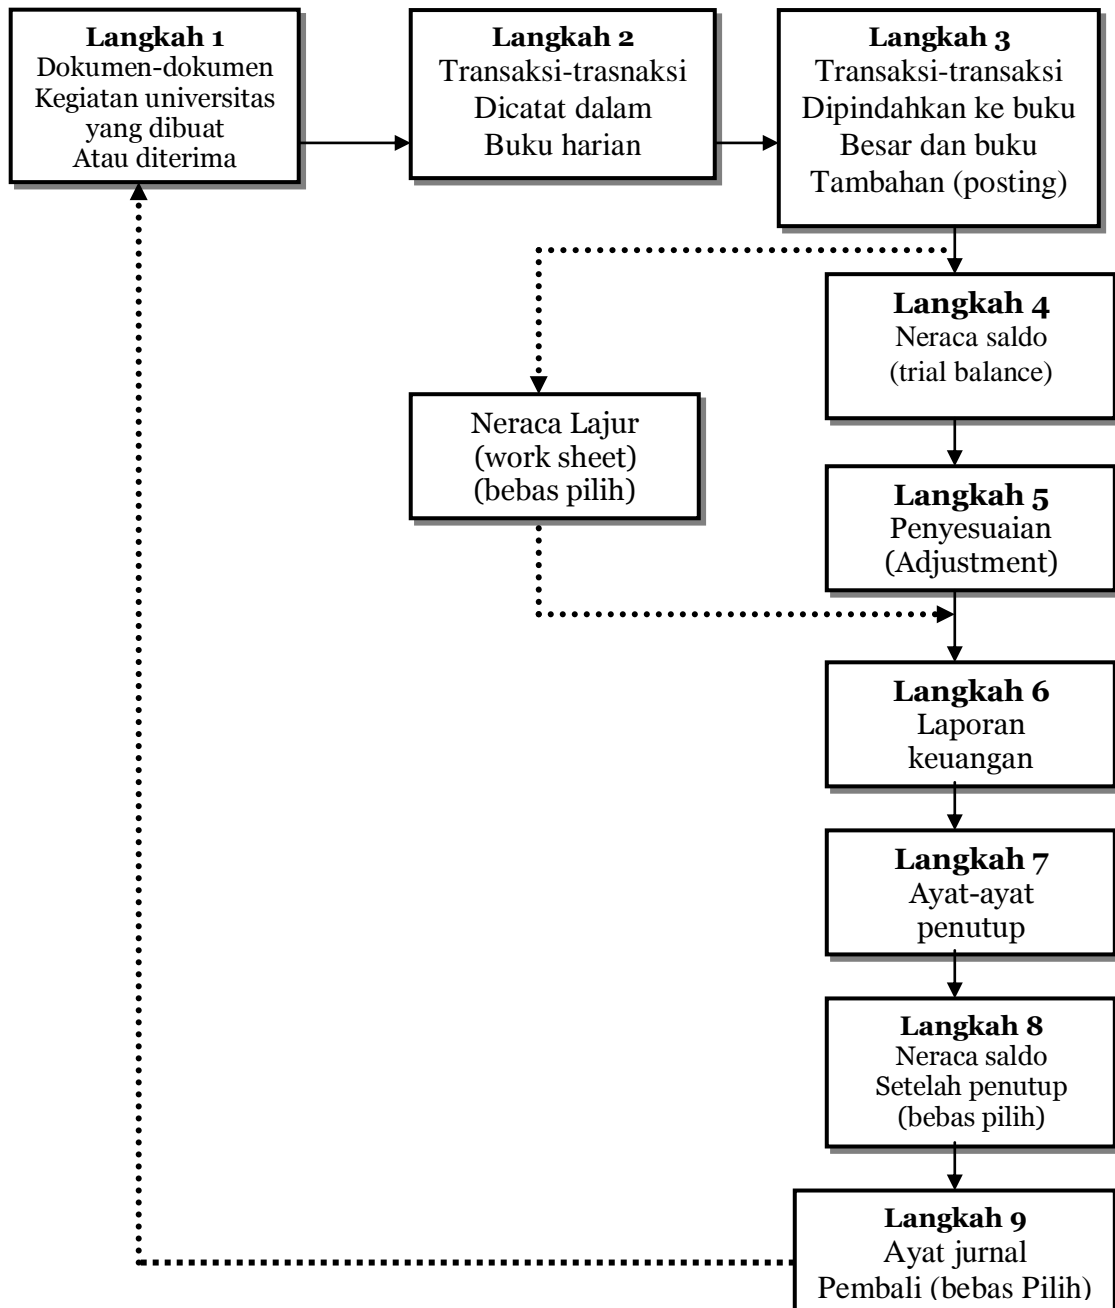 Langkah 1
Dokumen-dokumen
Kegiatan universitas
yang dibuat
Atau diterima
Langkah 2
Transaksi-trasnaksi
Dicatat dalam
Buku harian
Langkah 3
Transaksi-transaksi
Dipindahkan ke buku
Besar dan buku
Tambahan (posting)
Langkah 4
Neraca saldo
(trial balance)
Neraca Lajur
(work sheet)
(bebas pilih)
Langkah 5
Penyesuaian
(Adjustment)
Langkah 6
Laporan
keuangan
Langkah 7
Ayat-ayat
penutup
Langkah 8
Neraca saldo
Setelah penutup
(bebas pilih)
Langkah 9
Ayat jurnal
Pembali (bebas Pilih)